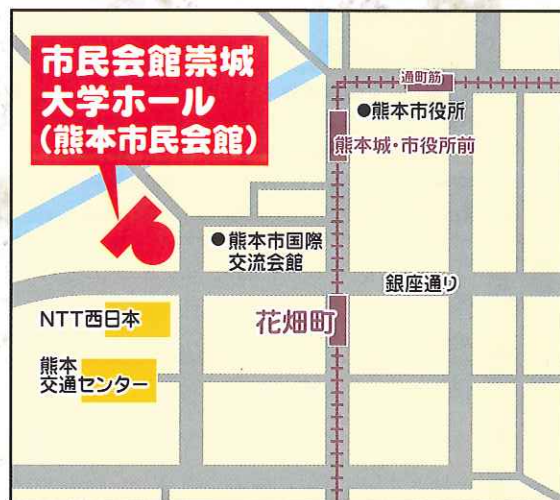 市民会館崇城
大学ホール
(熊本市民会館)
通町筋
●熊本市役所
熊本城・市役所前
●熊本市国際
交流会館
銀座通り
花畑町
NTT西日本
熊本
交通センター